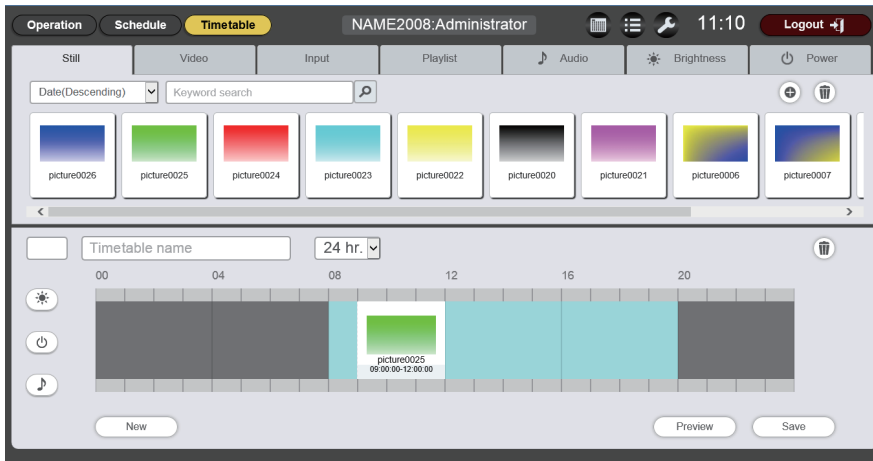 Operation Schedule Timetable NAME2008:Administrator 11:10 Logout
Still Video Input Playlist Audio Brightness Power
Date(Descending) Keyword search
picture0026 picture0025 picture0024 picture0023 picture0022 picture0020 picture0021 picture0006 picture0007
Timetable name 24 hr.
00 04 08 12 16 20
picture0025
09:00:00-12:00:00
New Preview Save